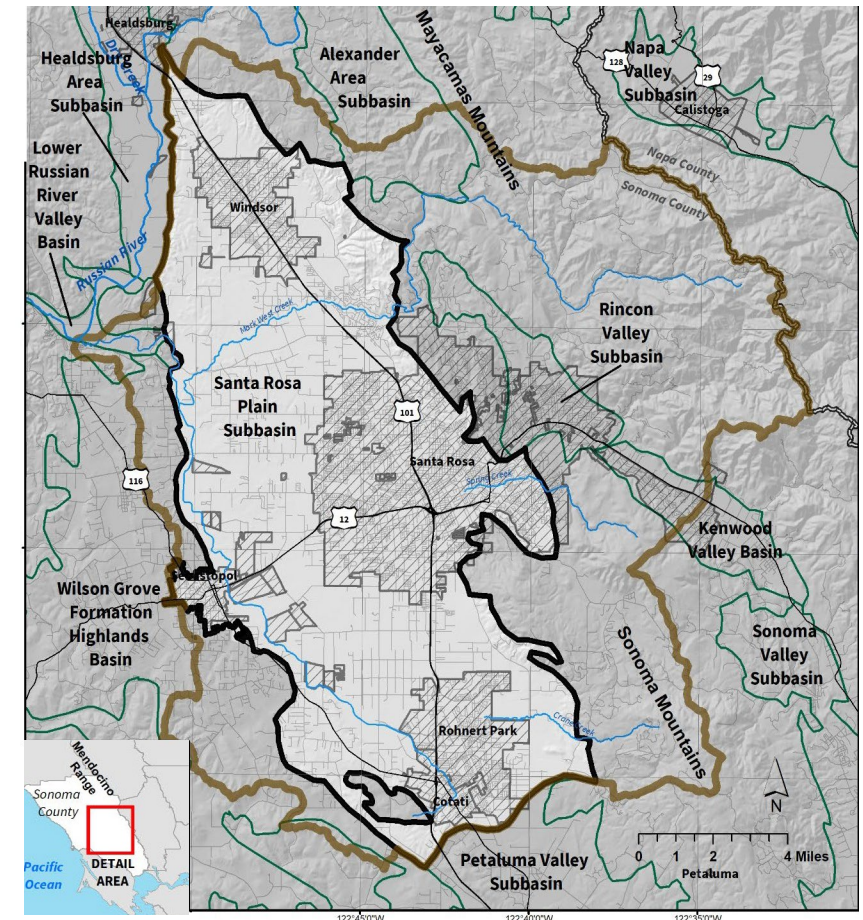 Healdsburg
Dry Creek
Healdsburg
Area
Subbasin
Alexander
Area
Subbasin
Mayacamas Mountains
128
Napa
Valley
Subbasin
29
Calistoga
Lower
Russian
River
Valley
Basin
Napa County
Sonoma County
Windsor
Russian River
Mark West Creek
Rincon
Valley
Subbasin
Santa Rosa
Plain
Subbasin
101
Santa Rosa
Spring Creek
116
12
Kenwood
Valley Basin
Sebastopol
Wilson Grove
Formation
Highlands
Basin
Sonoma
Valley
Subbasin
Sonoma Mountains
Crane Creek
Rohnert Park
Cotati
Mendocino
Range
Sonoma
County
DETAIL
AREA
Pacific
Ocean
N
0 1 2 4 Miles
Petaluma
Petaluma Valley
Subbasin